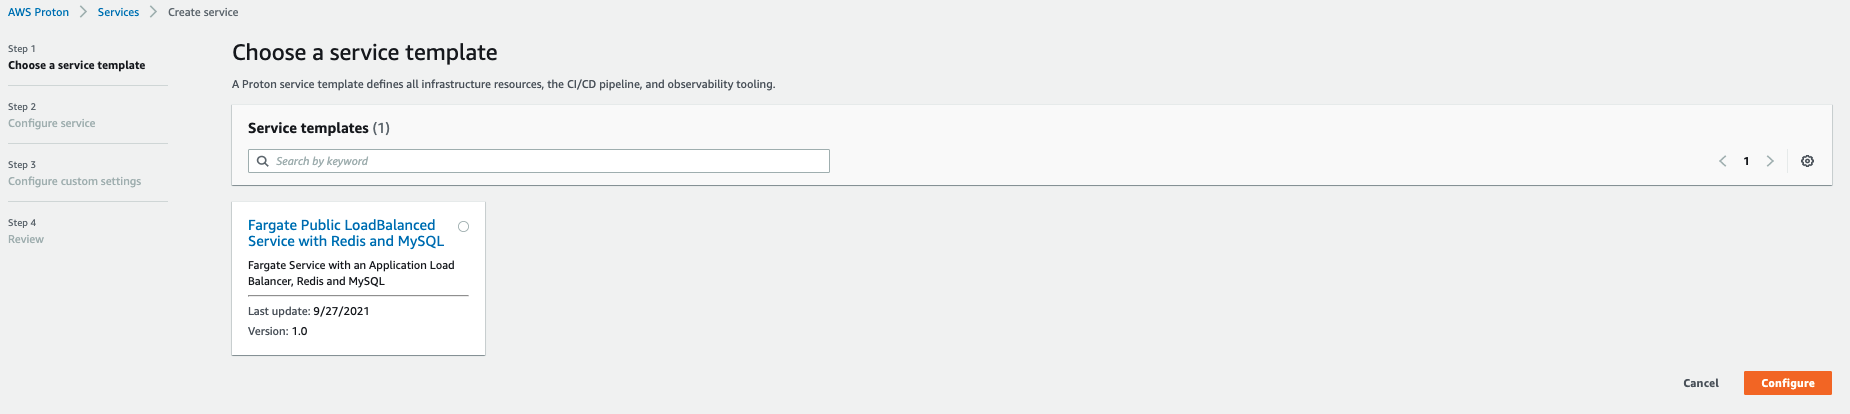 AWS Proton > Services > Create service
Step 1
Choose a service template
Step 2
Configure service
Step 3
Configure custom settings
Step 4
Review
Choose a service template
A Proton service template defines all infrastructure resources, the CI/CD pipeline, and observability tooling.
Service templates (1)
Search by keyword
< 1 >
Fargate Public LoadBalanced
Service with Redis and MySQL
Fargate Service with an Application Load
Balancer, Redis and MySQL
Last update: 9/27/2021
Version: 1.0
Cancel Configure